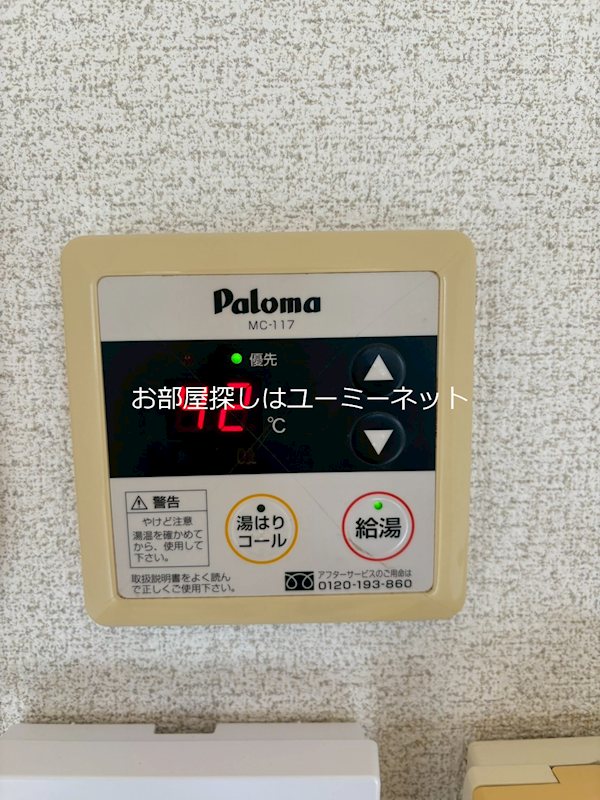 Paloma
MC-117
優先
お部屋探しはユーミーネット
42
℃
警告
やけど注意
湯温を確かめて
から、使用して
下さい。
湯はり
コール
給湯
取扱説明書をよく読ん
で正しくご使用下さい。
アフターサービスのご用命は
0120-193-860